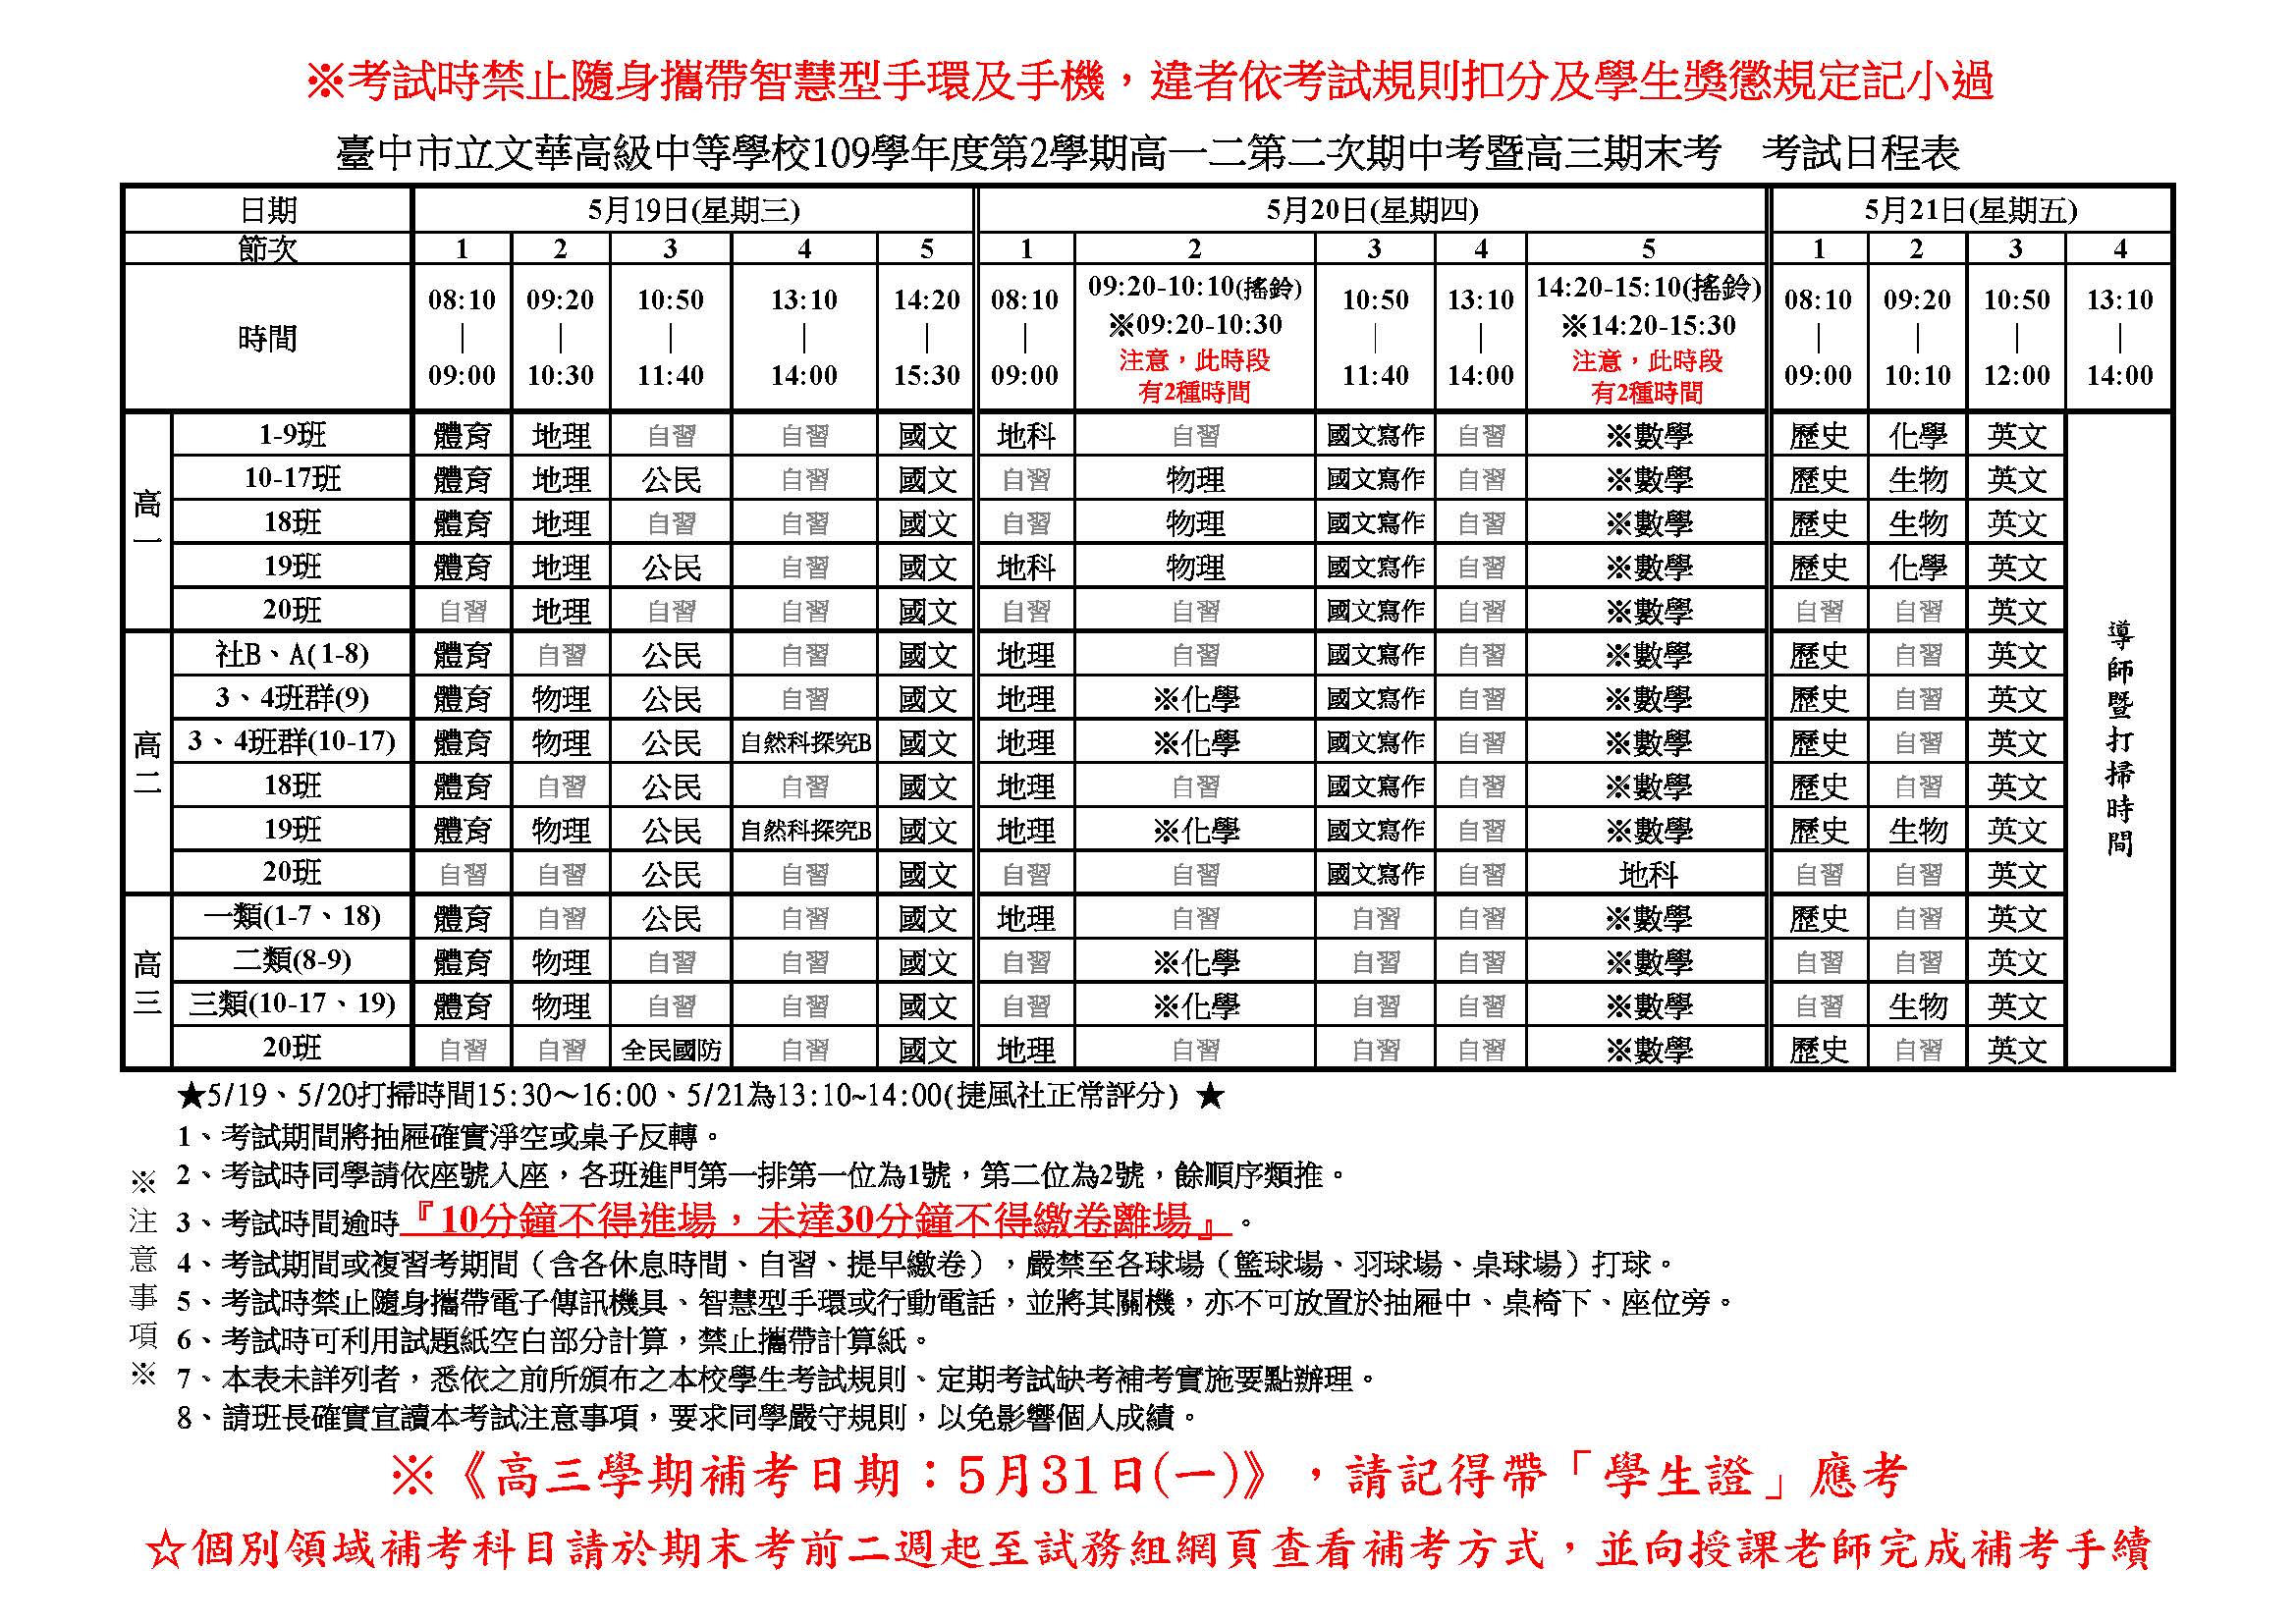 ※考試時禁止隨身攜帶智慧型手環及手機，違者依考試規則扣分及學生獎懲規定記小過
臺中市立文華高級中等學校109學年度第2學期高一二第二次期中考暨高三期末考　考試日程表
日期 5月19日(星期三) 5月20日(星期四) 5月21日(星期五)
節次 1 2 3 4 5 1 2 3 4 5 1 2 3 4
時間 08:10｜09:00 09:20｜10:30 10:50｜11:40 13:10｜14:00 14:20｜15:30 08:10｜09:00 09:20-10:10(搖鈴) ※09:20-10:30 注意，此時段有2種時間 10:50｜11:40 13:10｜14:00 14:20-15:10(搖鈴) ※14:20-15:30 注意，此時段有2種時間 08:10｜09:00 09:20｜10:10 10:50｜12:00 13:10｜14:00
高一
1-9班 體育 地理 自習 自習 國文 地科 自習 國文寫作 自習 ※數學 歷史 化學 英文
10-17班 體育 地理 公民 自習 國文 自習 物理 國文寫作 自習 ※數學 歷史 生物 英文
18班 體育 地理 自習 自習 國文 自習 物理 國文寫作 自習 ※數學 歷史 生物 英文
19班 體育 地理 公民 自習 國文 地科 物理 國文寫作 自習 ※數學 歷史 化學 英文
20班 自習 地理 自習 自習 國文 自習 自習 國文寫作 自習 ※數學 自習 自習 英文
高二
社B、A(1-8) 體育 自習 公民 自習 國文 地理 自習 國文寫作 自習 ※數學 歷史 自習 英文
3、4班群(9) 體育 物理 公民 自習 國文 地理 ※化學 國文寫作 自習 ※數學 歷史 自習 英文
3、4班群(10-17) 體育 物理 公民 自然科探究B 國文 地理 ※化學 國文寫作 自習 ※數學 歷史 自習 英文
18班 體育 自習 公民 自習 國文 地理 自習 國文寫作 自習 ※數學 歷史 自習 英文
19班 體育 物理 公民 自然科探究B 國文 地理 ※化學 國文寫作 自習 ※數學 歷史 生物 英文
20班 自習 自習 公民 自習 國文 自習 自習 國文寫作 自習 地科 自習 自習 英文
高三
一類(1-7、18) 體育 自習 公民 自習 國文 地理 自習 自習 自習 ※數學 歷史 自習 英文
二類(8-9) 體育 物理 自習 自習 國文 自習 ※化學 自習 自習 ※數學 自習 自習 英文
三類(10-17、19) 體育 物理 自習 自習 國文 自習 ※化學 自習 自習 ※數學 自習 生物 英文
20班 自習 自習 全民國防 自習 國文 地理 自習 自習 自習 ※數學 歷史 自習 英文
導師暨打掃時間
★5/19、5/20打掃時間15:30～16:00、5/21為13:10~14:00(捷風社正常評分) ★
※注意事項※
1、考試期間將抽屜確實淨空或桌子反轉。
2、考試時同學請依座號入座，各班進門第一排第一位為1號，第二位為2號，餘順序類推。
3、考試時間逾時『10分鐘不得進場，未達30分鐘不得繳卷離場』。
4、考試期間或複習考期間（含各休息時間、自習、提早繳卷），嚴禁至各球場（籃球場、羽球場、桌球場）打球。
5、考試時禁止隨身攜帶電子傳訊機具、智慧型手環或行動電話，並將其關機，亦不可放置於抽屜中、桌椅下、座位旁。
6、考試時可利用試題紙空白部分計算，禁止攜帶計算紙。
7、本表未詳列者，悉依之前所頒布之本校學生考試規則、定期考試缺考補考實施要點辦理。
8、請班長確實宣讀本考試注意事項，要求同學嚴守規則，以免影響個人成績。
※《高三學期補考日期：5月31日(一)》，請記得帶「學生證」應考
☆個別領域補考科目請於期末考前二週起至試務組網頁查看補考方式，並向授課老師完成補考手續